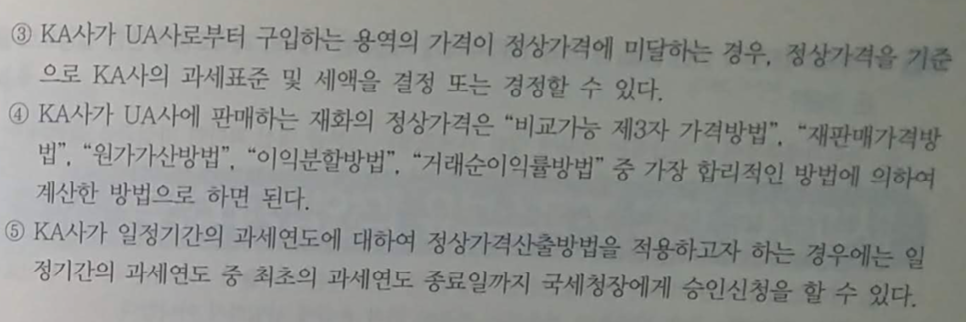 ③ KA사가 UA사로부터 구입하는 용역의 가격이 정상가격에 미달하는 경우, 정상가격을 기준
으로 KA사의 과세표준 및 세액을 결정 또는 경정할 수 있다.
④ KA사가 UA사에 판매하는 재화의 정상가격은 “비교가능 제3자 가격방법”, “재판매가격방
법”, “원가가산방법”, “이익분할방법”, “거래순이익률방법” 중 가장 합리적인 방법에 의하여
계산한 방법으로 하면 된다.
⑤ KA사가 일정기간의 과세연도에 대하여 정상가격산출방법을 적용하고자 하는 경우에는 일
정기간의 과세연도 중 최초의 과세연도 종료일까지 국세청장에게 승인신청을 할 수 있다.